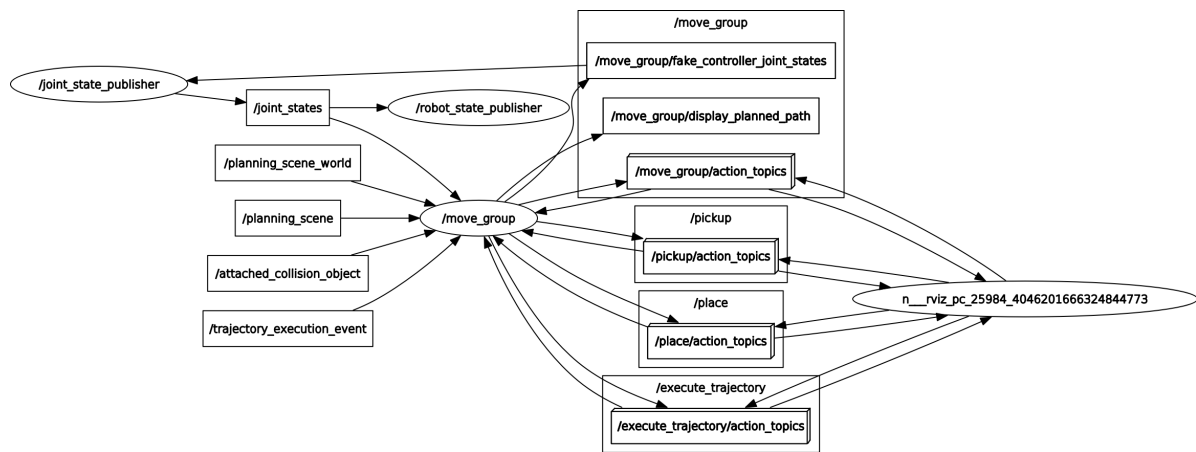 /move_group
/move_group/fake_controller_joint_states
/joint_state_publisher
/joint_states
/robot_state_publisher
/move_group/display_planned_path
/planning_scene_world
/move_group/action_topics
/planning_scene
/move_group
/pickup
/pickup/action_topics
/attached_collision_object
/place
n___rviz_pc_25984_4046201666324844773
/trajectory_execution_event
/place/action_topics
/execute_trajectory
/execute_trajectory/action_topics